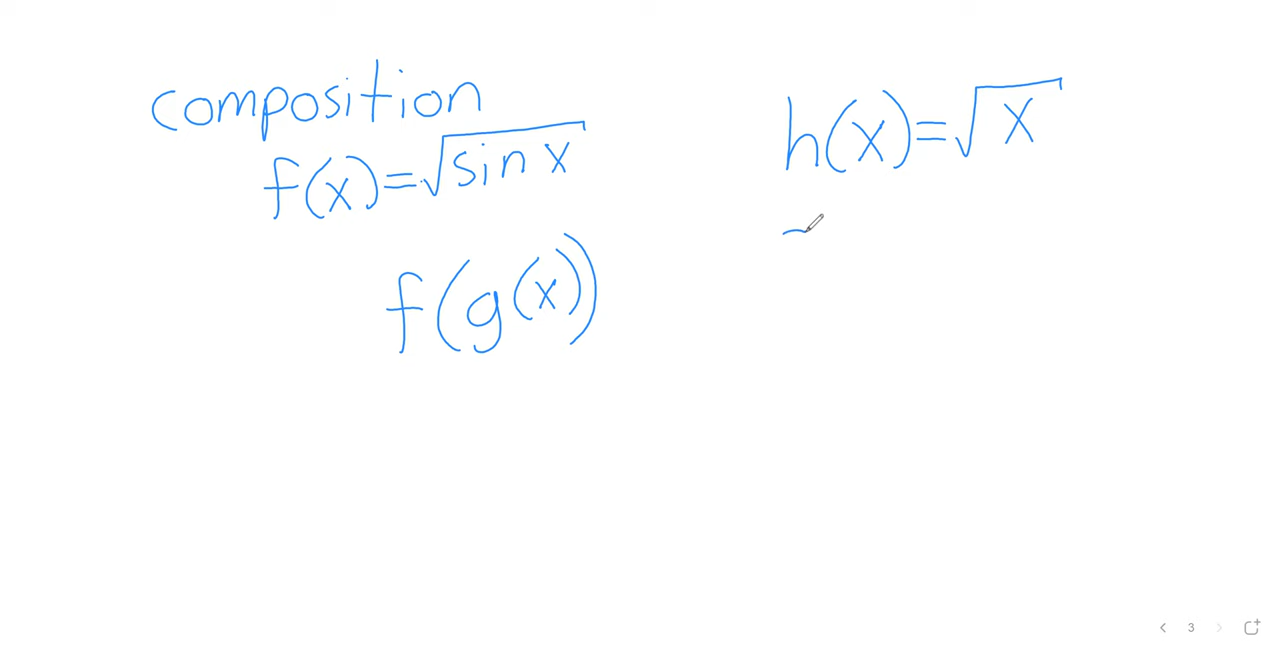 composition
f(x)=√sin x
f(g(x))
h(x)=√x
3